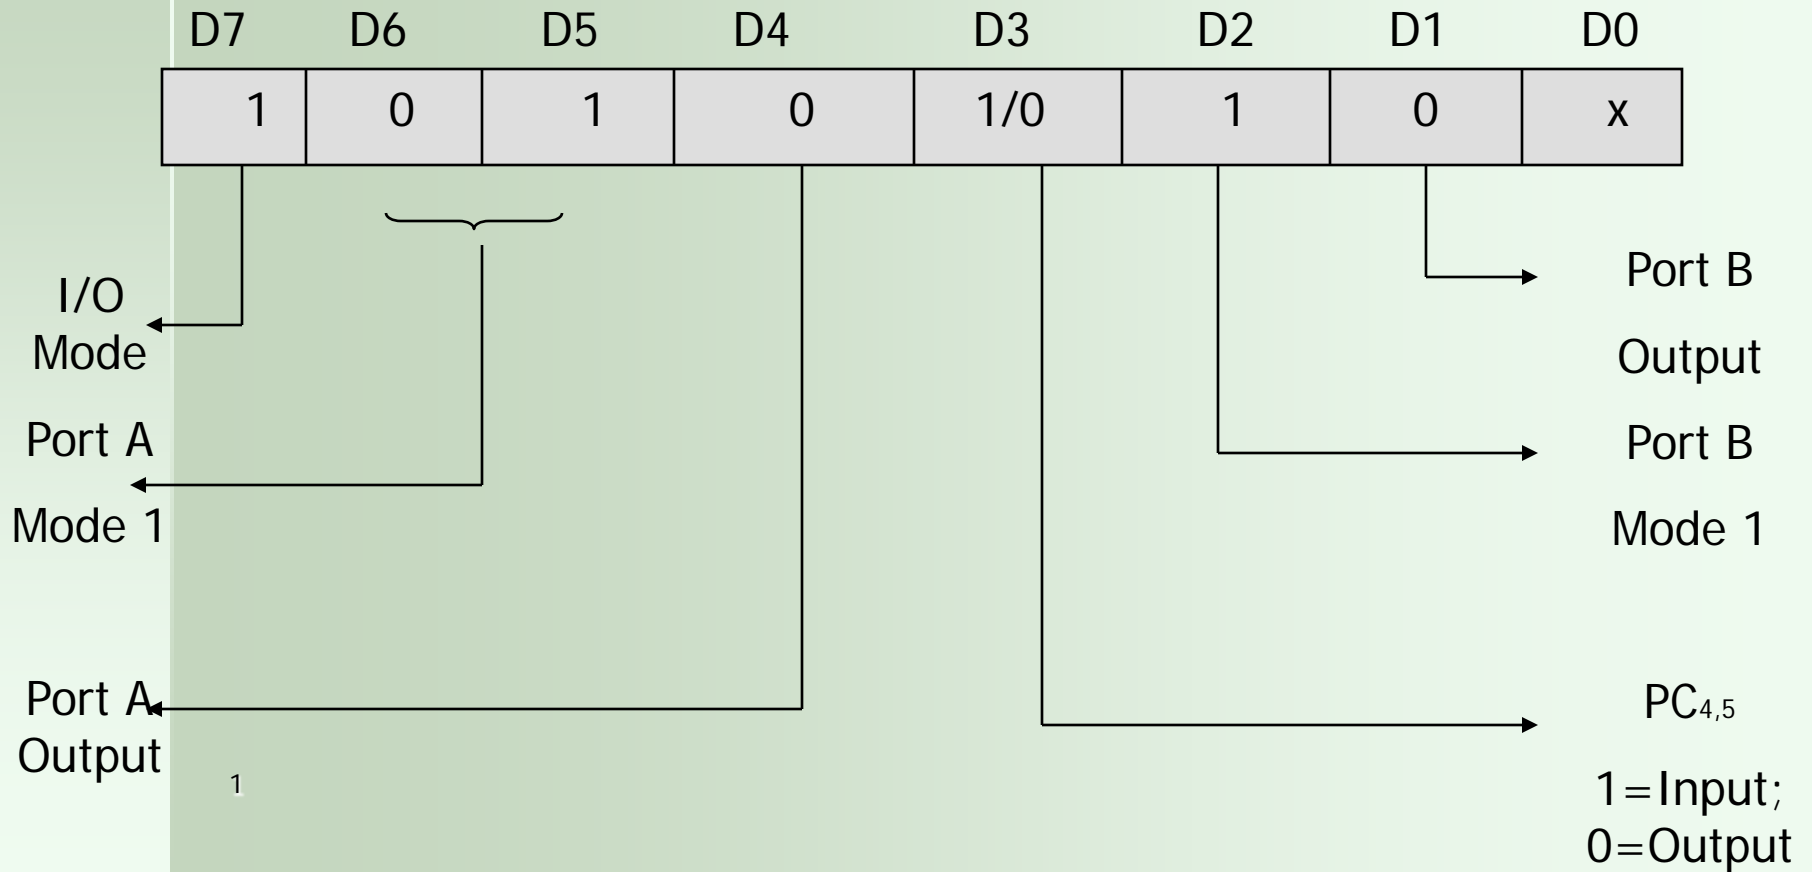 D7 D6 D5 D4 D3 D2 D1 D0
1 0 1 0 1/0 1 0 x
I/O
Mode
Port A
Mode 1
Port A
Output
1
Port B
Output
Port B
Mode 1
PC4,5
1=Input;
0=Output